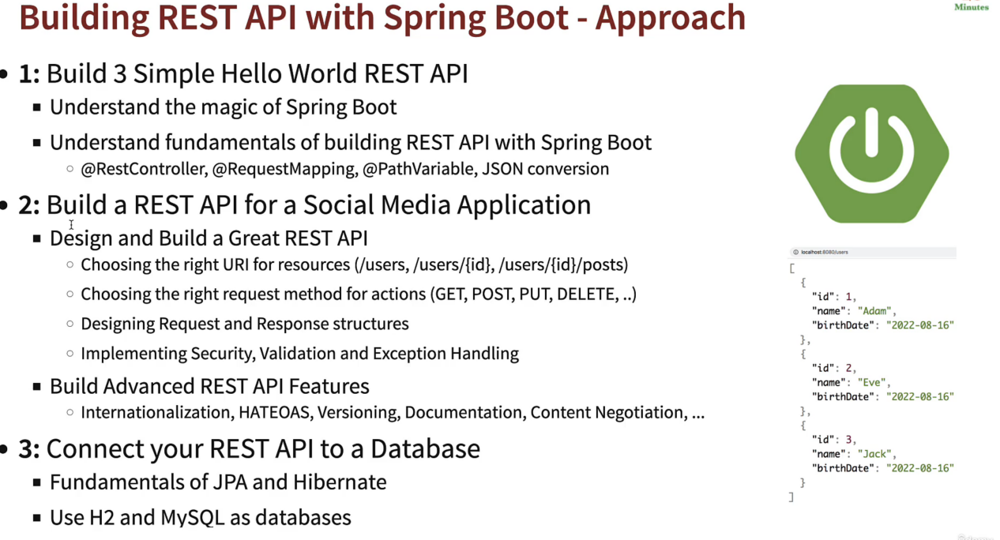 Minutes
Building REST API with Spring Boot - Approach
• 1: Build 3 Simple Hello World REST API
▪ Understand the magic of Spring Boot
▪ Understand fundamentals of building REST API with Spring Boot
○ @RestController, @RequestMapping, @PathVariable, JSON conversion
• 2: Build a REST API for a Social Media Application
▪ Design and Build a Great REST API
○ Choosing the right URI for resources (/users, /users/{id}, /users/{id}/posts)
○ Choosing the right request method for actions (GET, POST, PUT, DELETE, ..)
○ Designing Request and Response structures
○ Implementing Security, Validation and Exception Handling
▪ Build Advanced REST API Features
○ Internationalization, HATEOAS, Versioning, Documentation, Content Negotiation, ...
• 3: Connect your REST API to a Database
▪ Fundamentals of JPA and Hibernate
▪ Use H2 and MySQL as databases
localhost:8080/users
[
{
"id": 1,
"name": "Adam",
"birthDate": "2022-08-16"
},
{
"id": 2,
"name": "Eve",
"birthDate": "2022-08-16"
},
{
"id": 3,
"name": "Jack",
"birthDate": "2022-08-16"
}
]